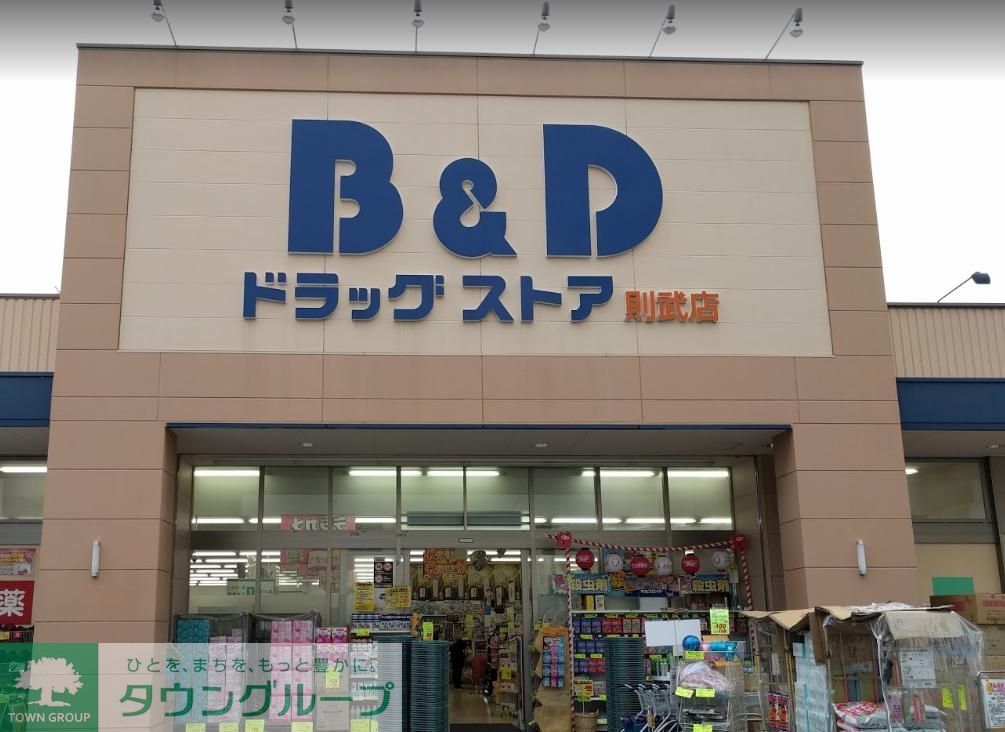 B&D
ドラッグストア 則武店
薬
殺虫剤
殺虫剤
100
ひとを、まちを、もっと豊かに。
タウングループ
TOWN GROUP